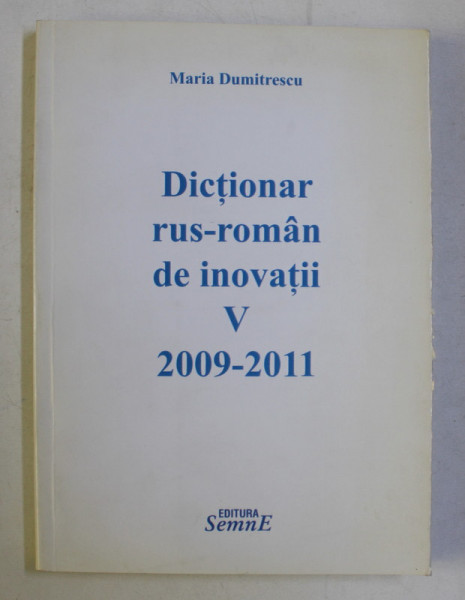 Maria Dumitrescu
Dicționar
rus-român
de inovații
V
2009-2011
EDITURA
SemnE